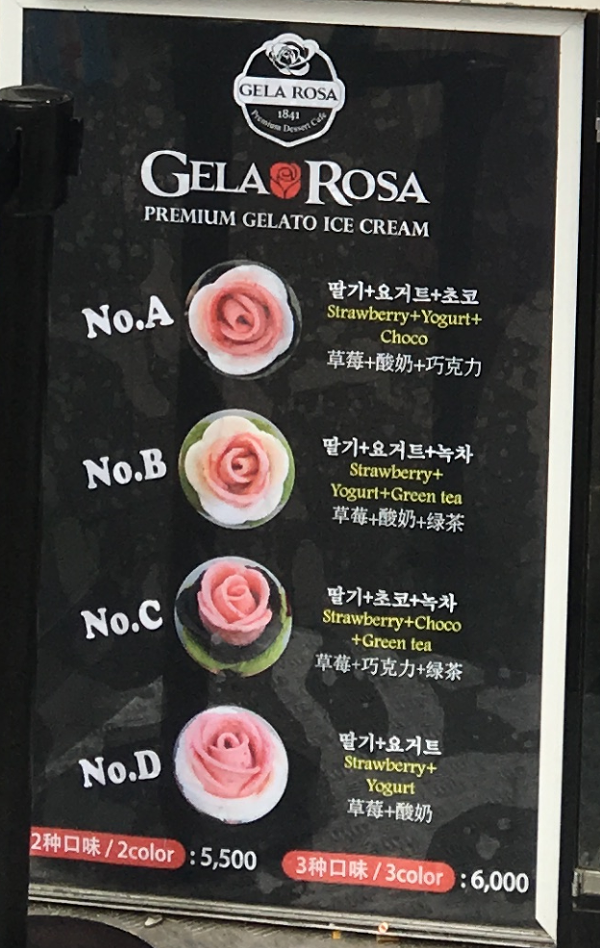 GELA ROSA
1841
Premium Dessert Cafe
GELA ROSA
PREMIUM GELATO ICE CREAM
No.A
딸기+요거트+초코
Strawberry+Yogurt+
Choco
草莓+酸奶+巧克力
No.B
딸기+요거트+녹차
Strawberry+
Yogurt+Green tea
草莓+酸奶+绿茶
No.C
딸기+초코+녹차
Strawberry+Choco
+Green tea
草莓+巧克力+绿茶
No.D
딸기+요거트
Strawberry+
Yogurt
草莓+酸奶
2种口味 / 2color : 5,500
3种口味 / 3color : 6,000